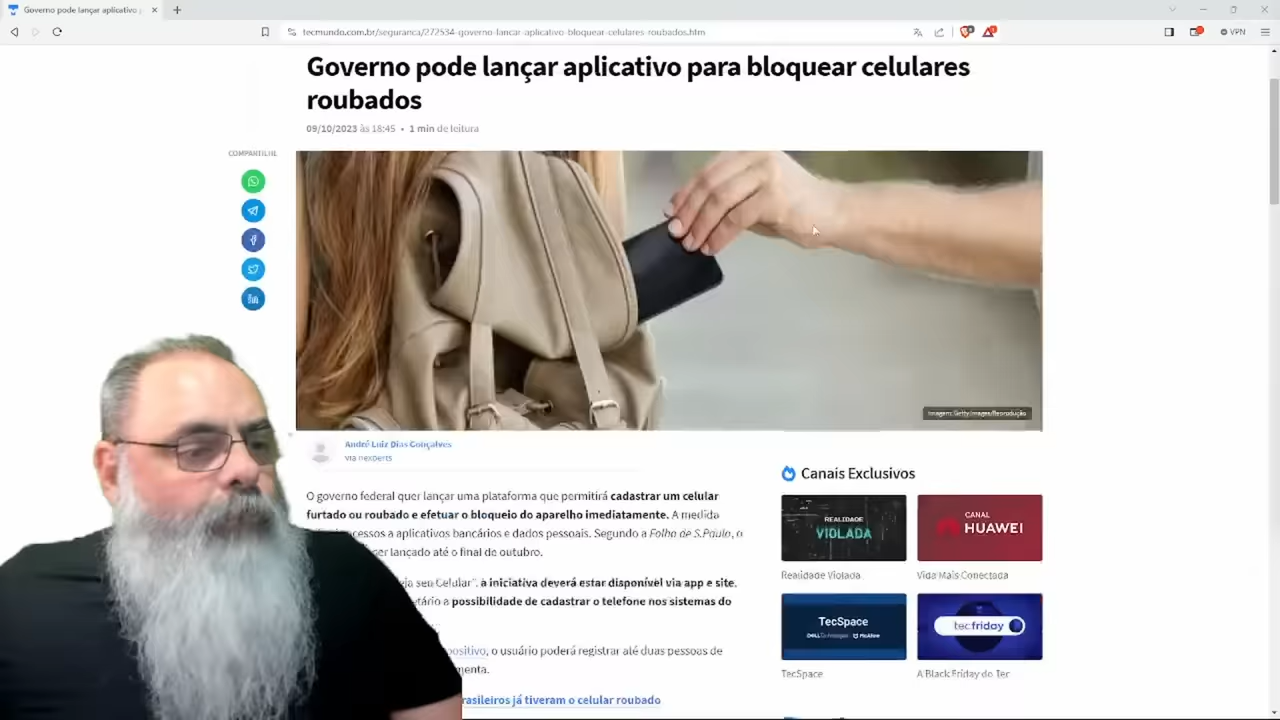 Governo pode lançar aplicativo
tecmundo.com.br/seguranca/272534-governo-lancar-aplicativo-bloquear-celulares-roubados.htm
VPN
Governo pode lançar aplicativo para bloquear celulares
roubados
09/10/2023 às 18:45 • 1 min de leitura
COMPARTILHE
Imagem: GettyImages/Reprodução
André Luiz Dias Gonçalves
via nexperts
O governo federal quer lançar uma plataforma que permitirá cadastrar um celular
furtado ou roubado e efetuar o bloqueio do aparelho imediatamente. A medida
acessos a aplicativos bancários e dados pessoais. Segundo a Folha de S.Paulo, o
ser lançado até o final de outubro.
seu Celular", a iniciativa deverá estar disponível via app e site.
possibilidade de cadastrar o telefone nos sistemas do
o usuário poderá registrar até duas pessoas de
já tiveram o celular roubado
Canais Exclusivos
REALIDADE
VIOLADA
CANAL
HUAWEI
Realidade Violada
Vida Mais Conectada
TecSpace
DELL Technologies McAfee
tecfriday
TecSpace
A Black Friday do Tec